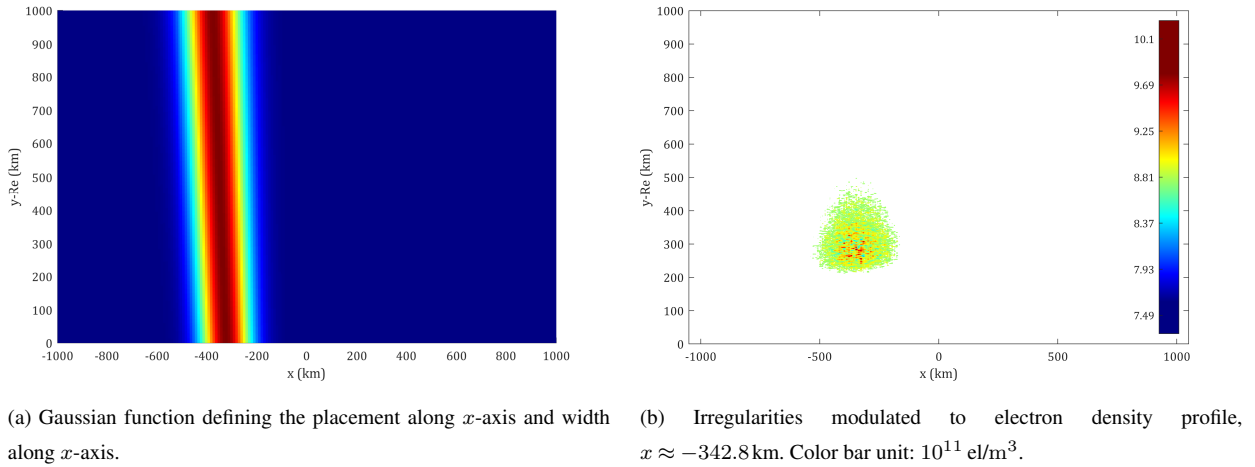 1000
900
800
700
600
500
400
300
200
100
0
y-Re (km)
-1000 -800 -600 -400 -200 0 200 400 600 800 1000
x (km)
1000
900
800
700
600
500
400
300
200
100
0
y-Re (km)
-1000 -500 0 500 1000
x (km)
10.1
9.69
9.25
8.81
8.37
7.93
7.49
(a) Gaussian function defining the placement along x-axis and width
along x-axis.
(b) Irregularities modulated to electron density profile,
x ≈ −342.8 km. Color bar unit: 10¹¹ el/m³.